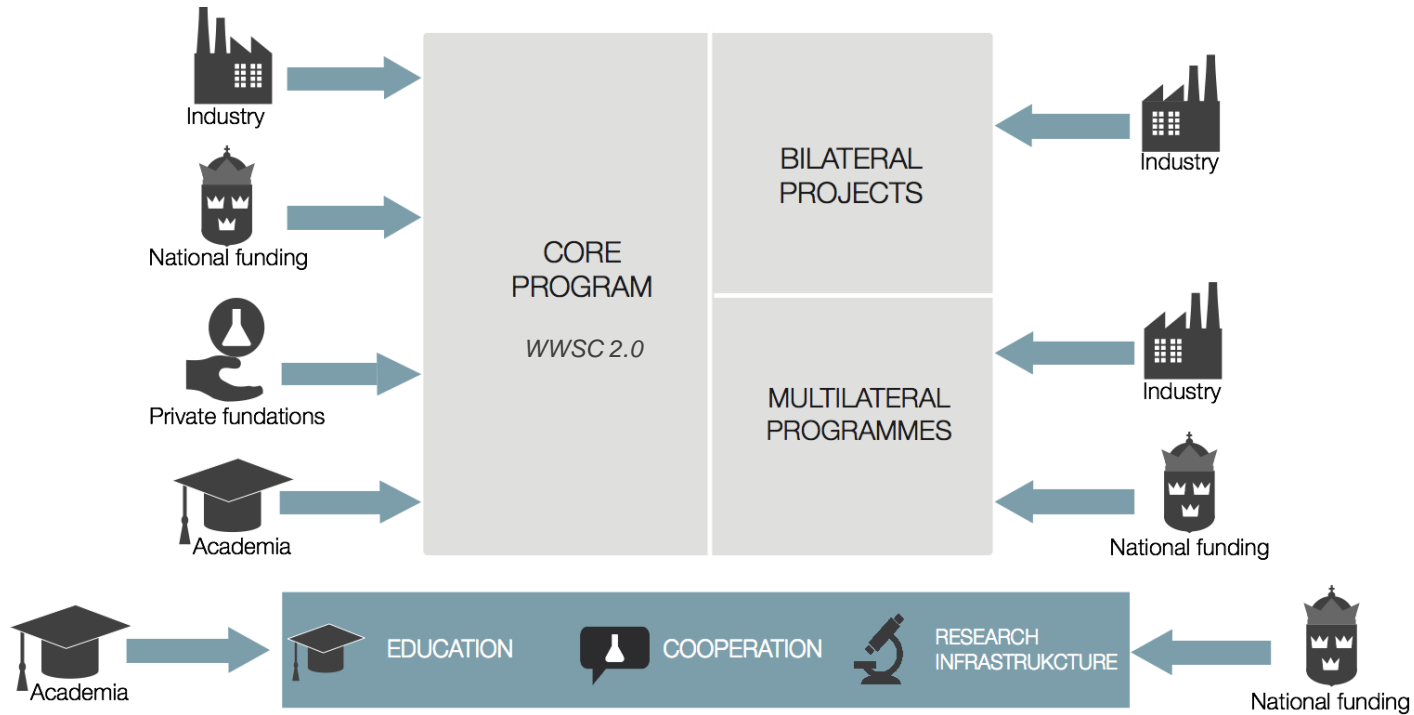 Industry
National funding
Private fundations
Academia
CORE
PROGRAM
WWSC 2.0
BILATERAL
PROJECTS
MULTILATERAL
PROGRAMMES
Industry
Industry
National funding
Academia
EDUCATION
COOPERATION
RESEARCH
INFRASTRUKCTURE
National funding